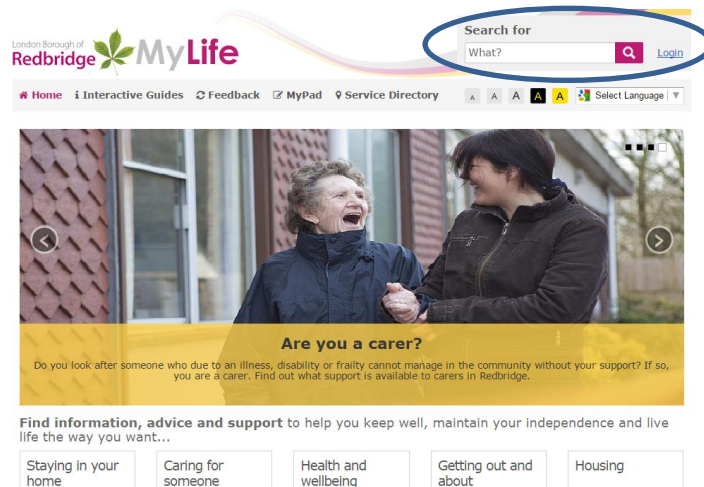 Search for
What?
Login
London Borough of
Redbridge MyLife
Home i Interactive Guides Feedback MyPad Service Directory A A A A A Select Language
Are you a carer?
Do you look after someone who due to an illness, disability or frailty cannot manage in the community without your support? If so,
you are a carer. Find out what support is available to carers in Redbridge.
Find information, advice and support to help you keep well, maintain your independence and live
life the way you want...
Staying in your
home
Caring for
someone
Health and
wellbeing
Getting out and
about
Housing